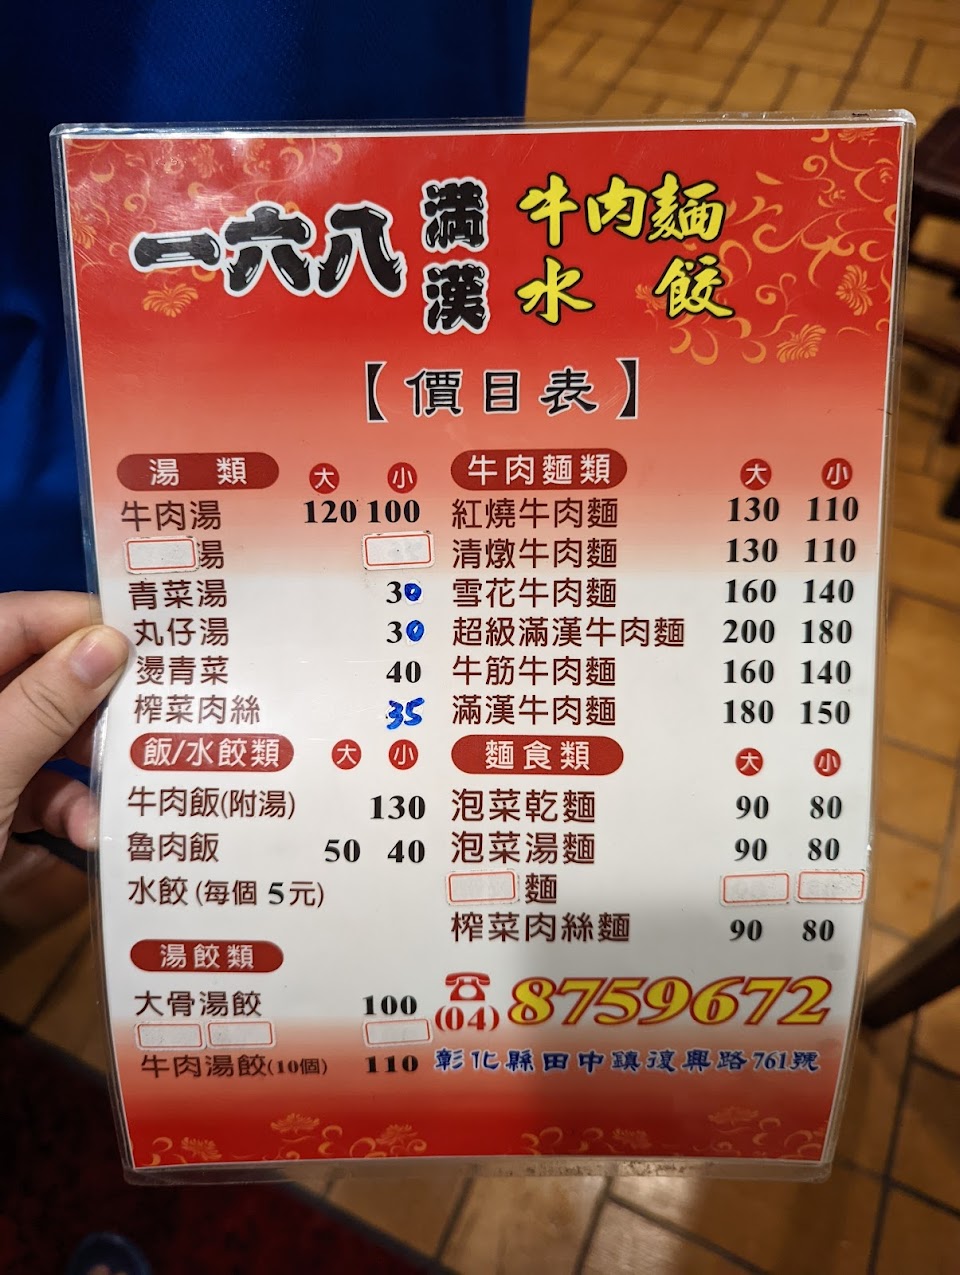 一六八 滿漢 牛肉麵
水餃
【價目表】
湯類 大 小
牛肉湯 120 100
湯
青菜湯 30
丸仔湯 30
燙青菜 40
榨菜肉絲 35
飯/水餃類 大 小
牛肉飯(附湯) 130
魯肉飯 50 40
水餃(每個5元)
湯餃類
大骨湯餃 100
牛肉湯餃(10個) 110
牛肉麵類 大 小
紅燒牛肉麵 130 110
清燉牛肉麵 130 110
雪花牛肉麵 160 140
超級滿漢牛肉麵 200 180
牛筋牛肉麵 160 140
滿漢牛肉麵 180 150
麵食類 大 小
泡菜乾麵 90 80
泡菜湯麵 90 80
麵
榨菜肉絲麵 90 80
(04) 8759672
彰化縣田中鎮復興路761號